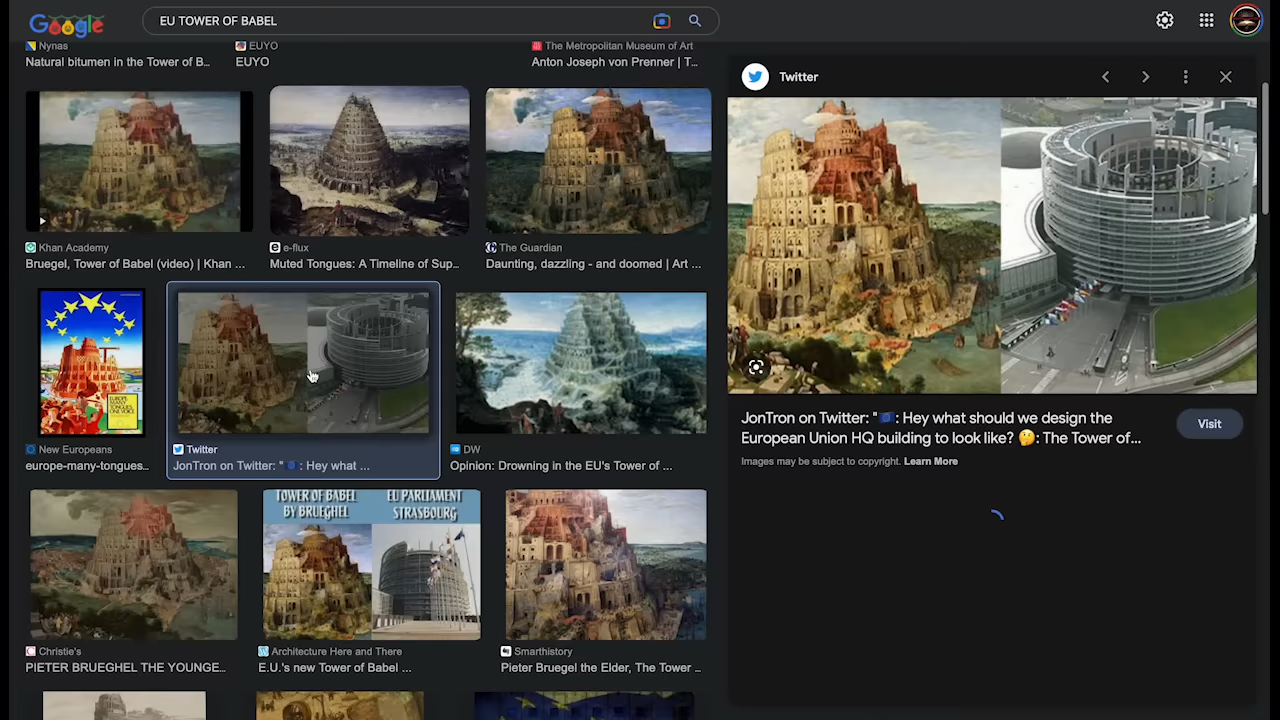 Google
EU TOWER OF BABEL
Nynas
Natural bitumen in the Tower of B...
EUYO
EUYO
The Metropolitan Museum of Art
Anton Joseph von Prenner | T...
Khan Academy
Bruegel, Tower of Babel (video) | Khan ...
e-flux
Muted Tongues: A Timeline of Sup...
The Guardian
Daunting, dazzling - and doomed | Art ...
EUROPE
MANY
TONGUES
ONE VOICE
New Europeans
europe-many-tongues...
Twitter
JonTron on Twitter: "🇪🇺: Hey what ...
DW
Opinion: Drowning in the EU's Tower of ...
Christie's
PIETER BRUEGHEL THE YOUNGE...
TOWER OF BABEL
BY BRUEGHEL
EU PARLIAMENT
STRASBOURG
Architecture Here and There
E.U.'s new Tower of Babel ...
Smarthistory
Pieter Bruegel the Elder, The Tower ...
Twitter
JonTron on Twitter: "🇪🇺: Hey what should we design the
European Union HQ building to look like? 🤔: The Tower of...
Visit
Images may be subject to copyright. Learn More